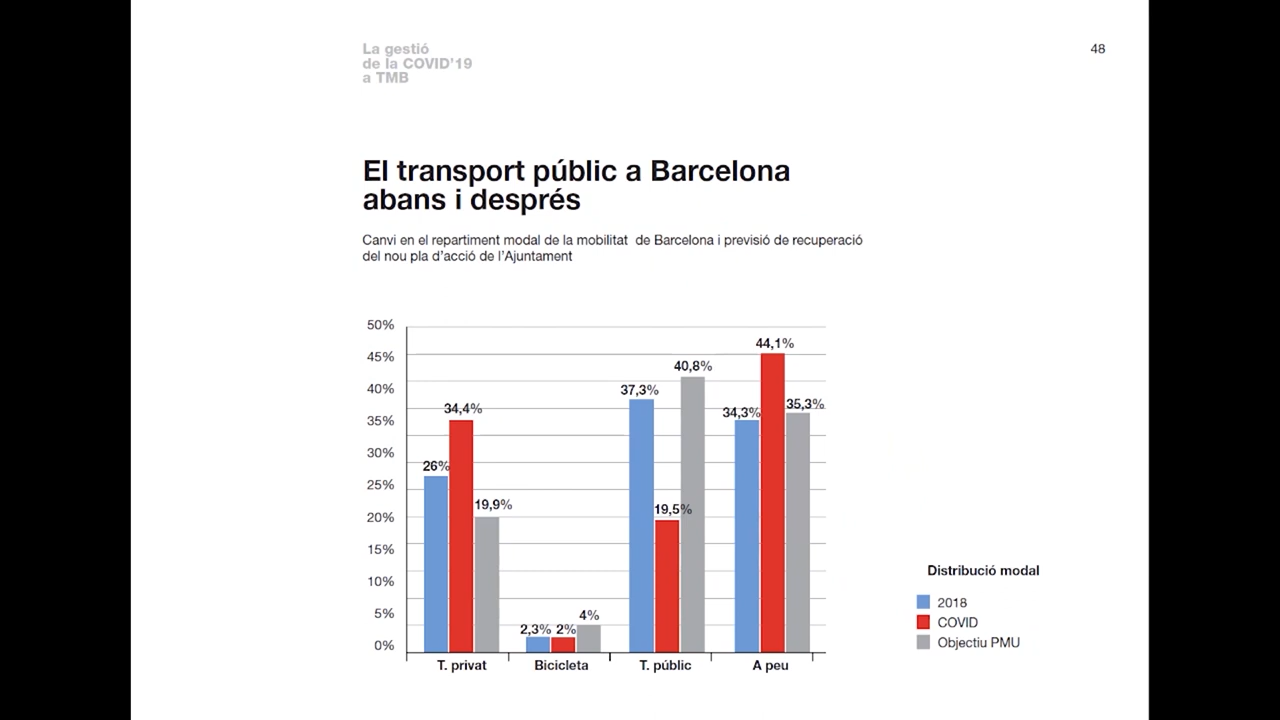 La gestió
de la COVID'19
a TMB
48
El transport públic a Barcelona
abans i després
Canvi en el repartiment modal de la mobilitat de Barcelona i previsió de recuperació
del nou pla d'acció de l'Ajuntament
50%
45%
40%
35%
30%
25%
20%
15%
10%
5%
0%
26%
34,4%
19,9%
2,3%
2%
4%
37,3%
19,5%
40,8%
34,3%
44,1%
35,3%
T. privat
Bicicleta
T. públic
A peu
Distribució modal
2018
COVID
Objectiu PMU